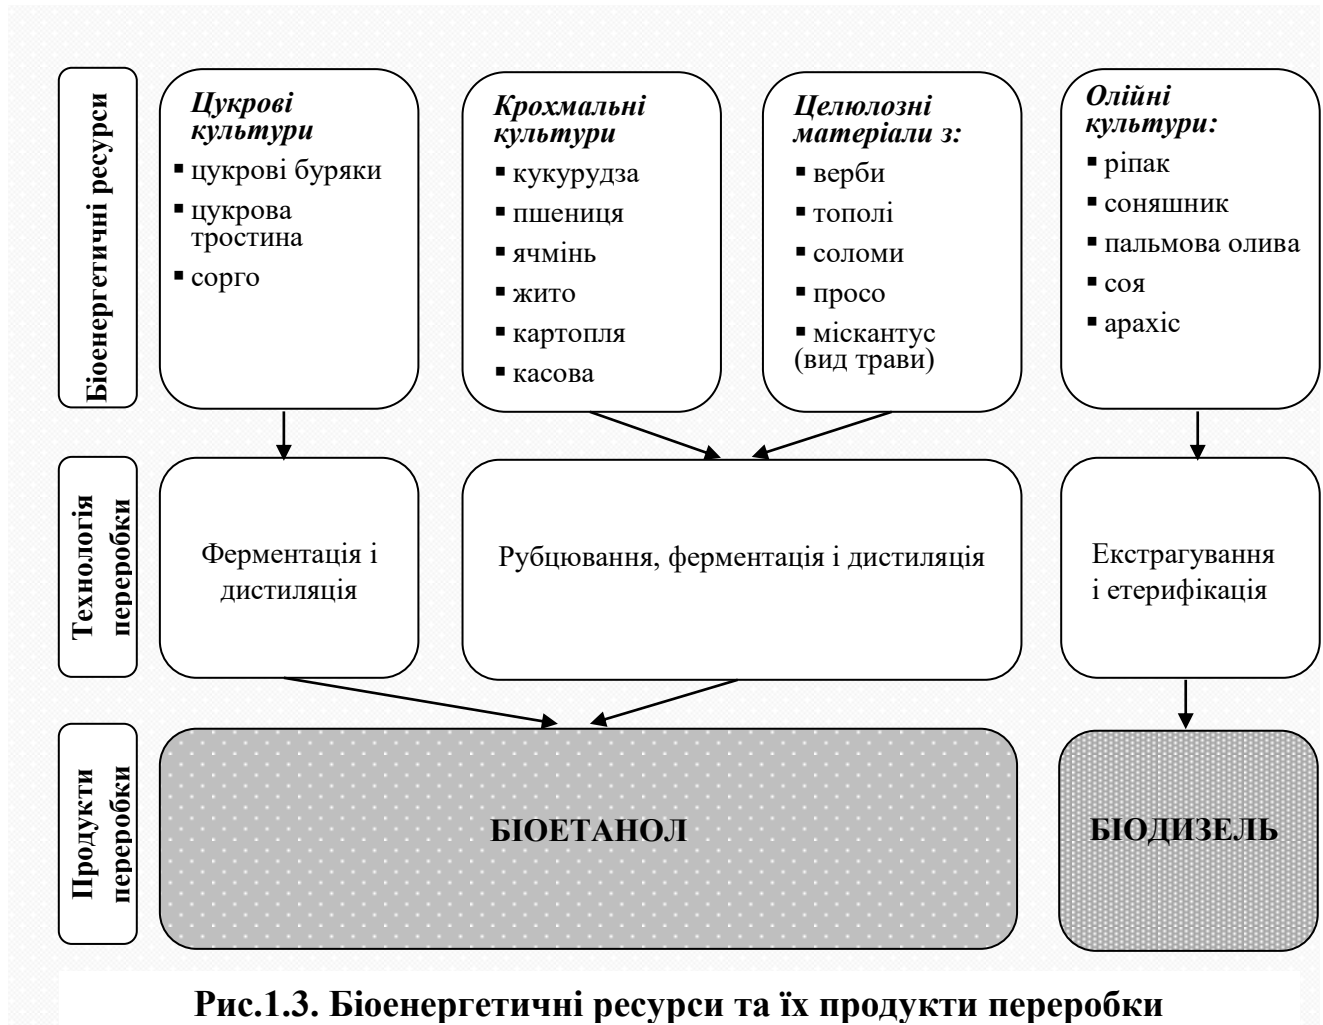 Біоенергетичні ресурси
Цукрові
культури
▪ цукрові буряки
▪ цукрова
тростина
▪ сорго
Крохмальні
культури
▪ кукурудза
▪ пшениця
▪ ячмінь
▪ жито
▪ картопля
▪ касова
Целюлозні
матеріали з:
▪ верби
▪ тополі
▪ соломи
▪ просо
▪ міскантус
(вид трави)
Олійні
культури:
▪ ріпак
▪ соняшник
▪ пальмова олива
▪ соя
▪ арахіс
Технологія
переробки
Ферментація і
дистиляція
Рубцювання, ферментація і дистиляція
Екстрагування
і етерифікація
Продукти
переробки
БІОЕТАНОЛ
БІОДИЗЕЛЬ
Рис.1.3. Біоенергетичні ресурси та їх продукти переробки